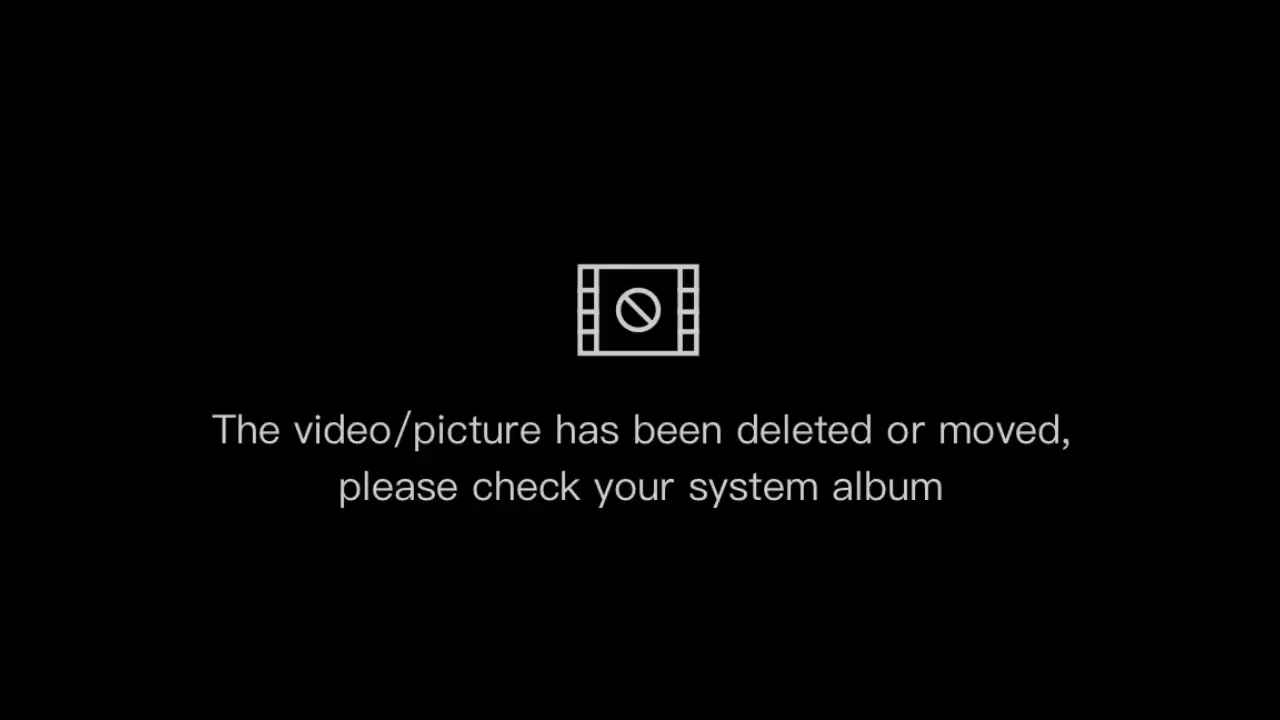 The video/picture has been deleted or moved,
please check your system album